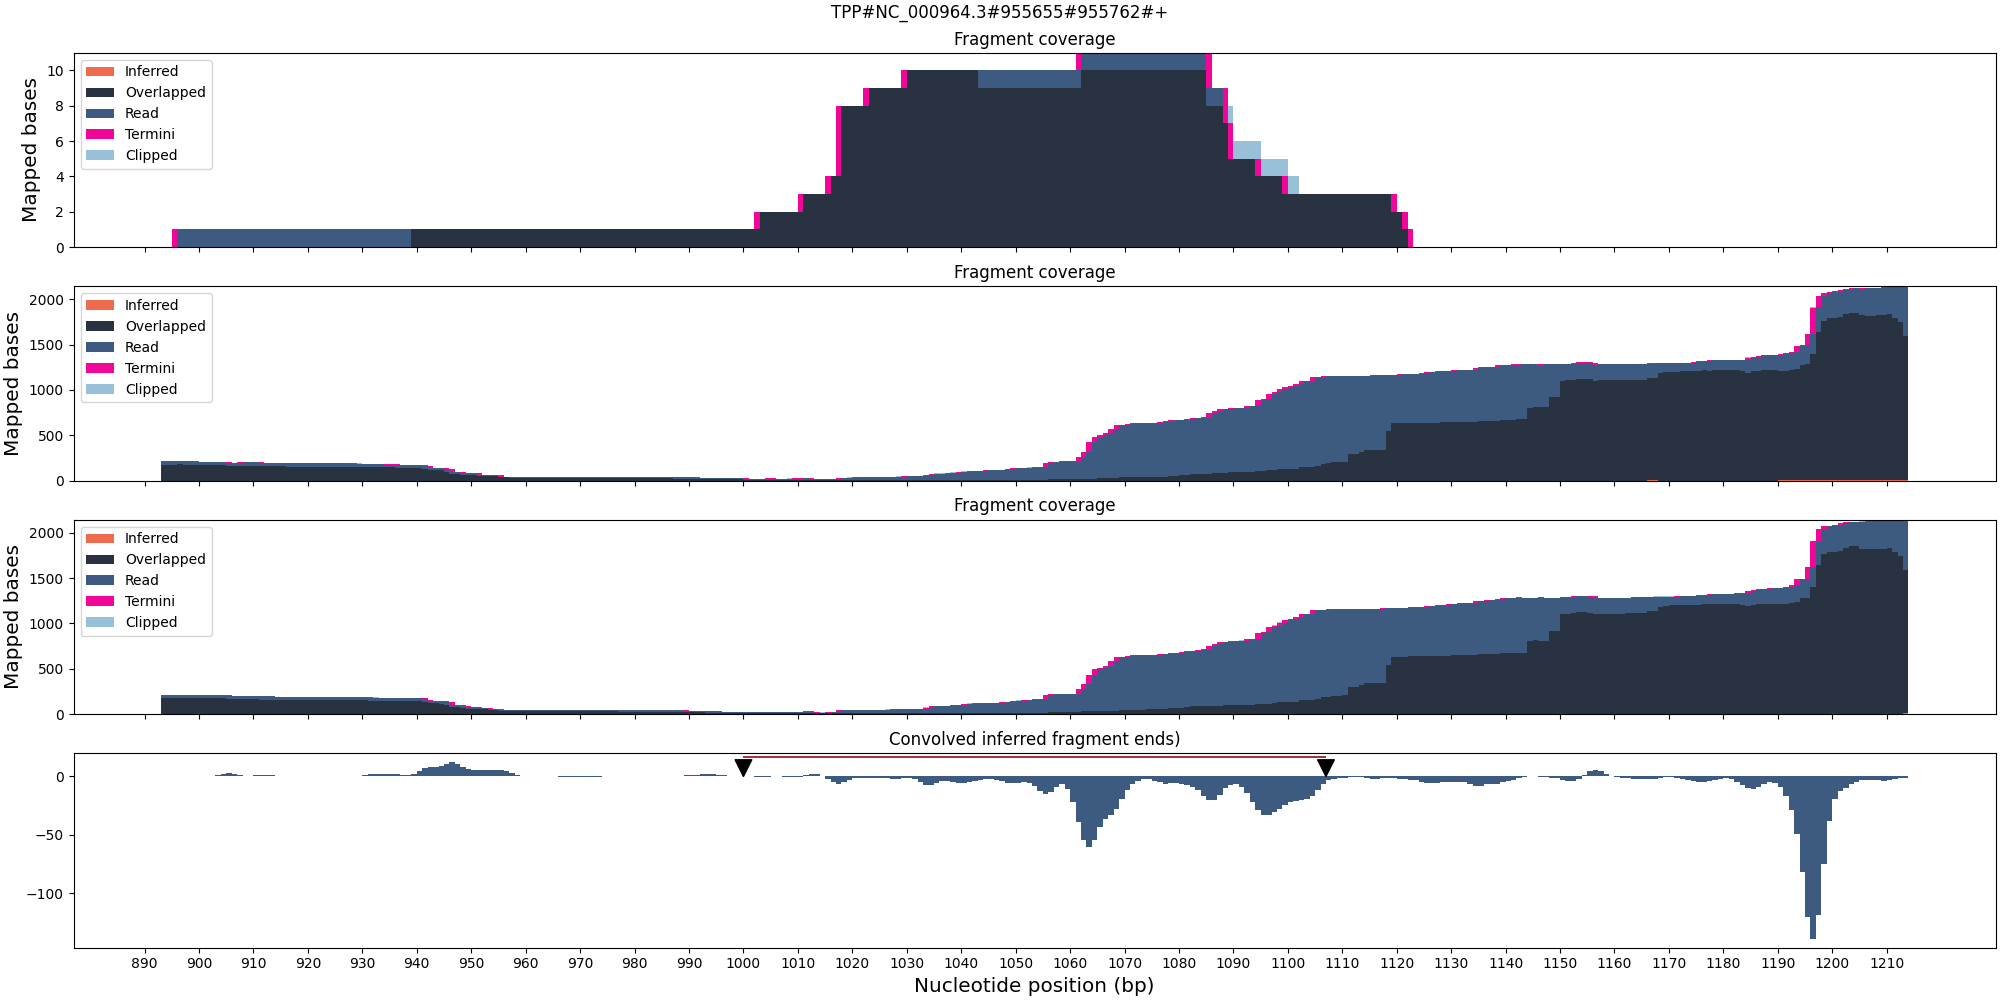 TPP#NC_000964.3#955655#955762#+
Fragment coverage
Mapped bases
10
8
6
4
2
0
Inferred
Overlapped
Read
Termini
Clipped
Fragment coverage
Mapped bases
2000
1500
1000
500
0
Inferred
Overlapped
Read
Termini
Clipped
Fragment coverage
Mapped bases
2000
1500
1000
500
0
Inferred
Overlapped
Read
Termini
Clipped
Convolved inferred fragment ends)
0
−50
−100
890 900 910 920 930 940 950 960 970 980 990 1000 1010 1020 1030 1040 1050 1060 1070 1080 1090 1100 1110 1120 1130 1140 1150 1160 1170 1180 1190 1200 1210
Nucleotide position (bp)